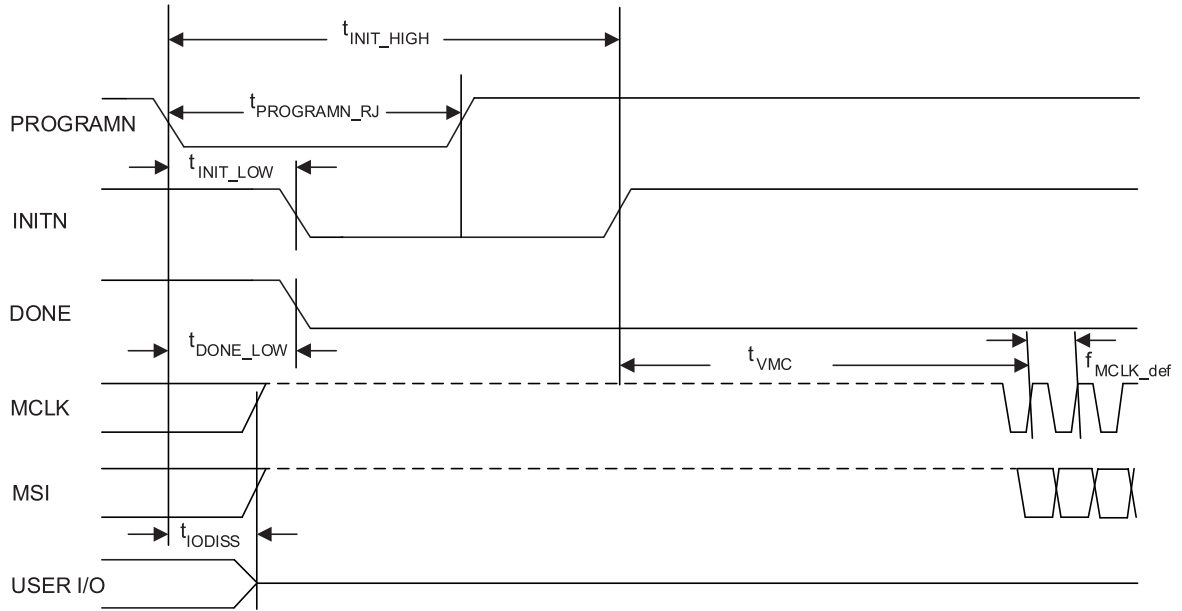 tINIT_HIGH
PROGRAMN
tPROGRAMN_RJ
tINIT_LOW
INITN
DONE
tDONE_LOW
tVMC
fMCLK_def
MCLK
MSI
tIODISS
USER I/O